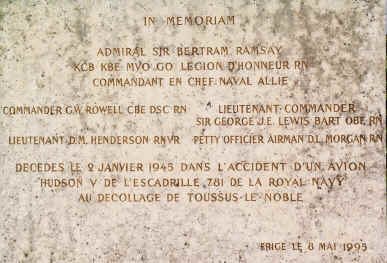 IN MEMORIAM
ADMIRAL SIR BERTRAM RAMSAY
KCB KBE MVO GO LEGION D'HONNEUR RN
COMMANDANT EN CHEF NAVAL ALLIE
COMMANDER G.W. ROWELL CBE DSC RN
LIEUTENANT-COMMANDER
SIR GEORGE J.E. LEWIS BART OBE RN
LIEUTENANT D.M. HENDERSON RNVR
PETTY OFFICIER AIRMAN D.L. MORGAN RN
DECEDES LE 2 JANVIER 1945 DANS L'ACCIDENT D'UN AVION
HUDSON V DE L'ESCADRILLE 781 DE LA ROYAL NAVY
AU DECOLLAGE DE TOUSSUS-LE-NOBLE
ERIGE LE 8 MAI 1995